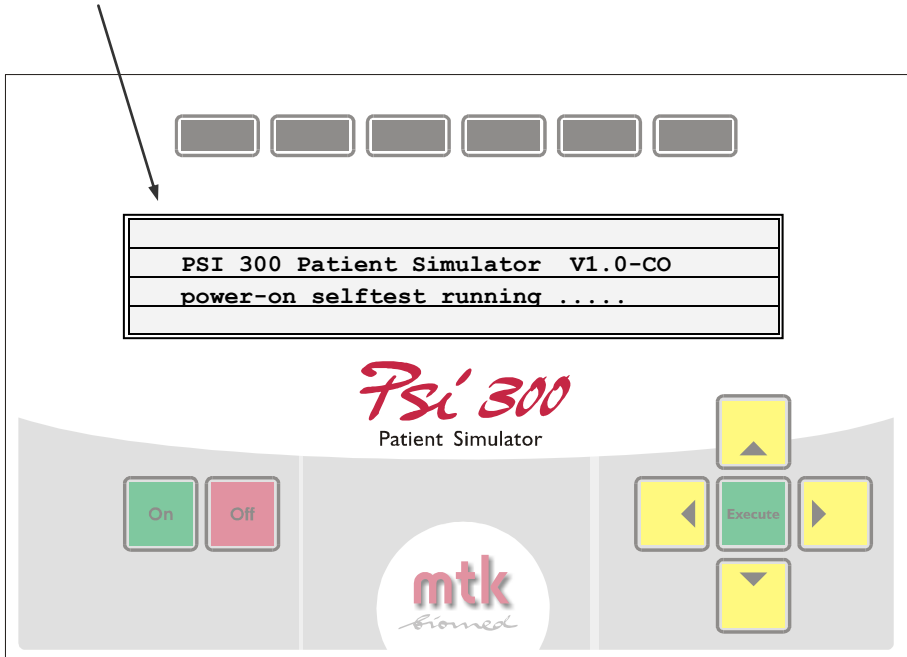 PSI 300 Patient Simulator V1.0-CO
power-on selftest running .....
Psi 300
Patient Simulator
On Off Execute
mtk
biomed